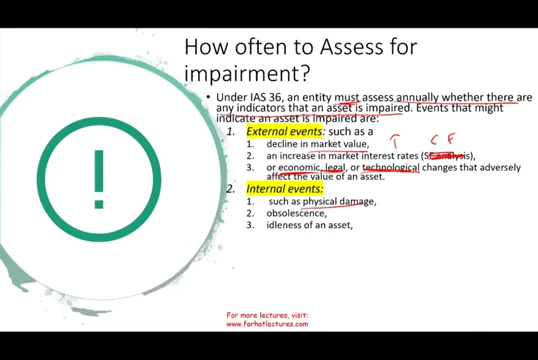 How often to Assess for
impairment?
Under IAS 36, an entity must assess annually whether there are
any indicators that an asset is impaired. Events that might
indicate an asset is impaired are:
1. External events: such as a
T C F
1. decline in market value,
2. an increase in market interest rates (
3. or economic, legal, or technological changes that adversely
affect the value of an asset.
2. Internal events:
1. such as physical damage,
2. obsolescence,
3. idleness of an asset,
For more lectures, visit:
www.farhatlectures.com